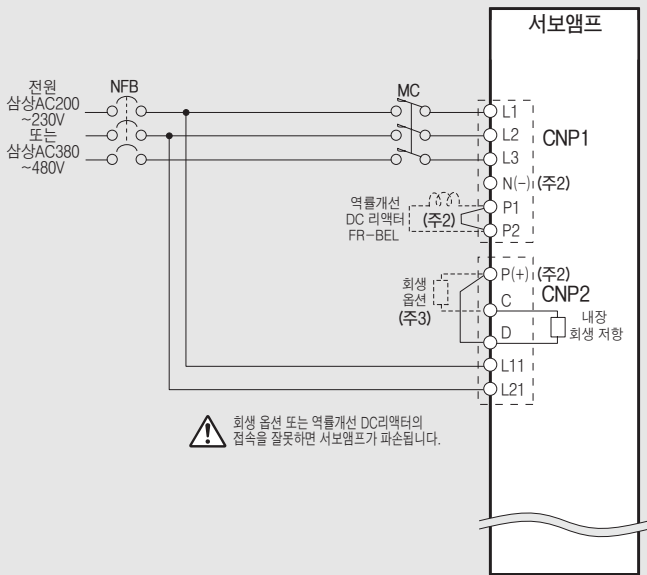 서보앰프
전원
삼상AC200
~230V
또는
삼상AC380
~480V
NFB
MC
L1
L2
CNP1
L3
N(-) (주2)
역률개선
DC 리액터
FR-BEL
(주2)
P1
P2
P(+) (주2)
CNP2
회생
옵션
(주3)
C
D
내장
회생 저항
L11
L21
회생 옵션 또는 역률개선 DC리액터의
접속을 잘못하면 서보앰프가 파손됩니다.